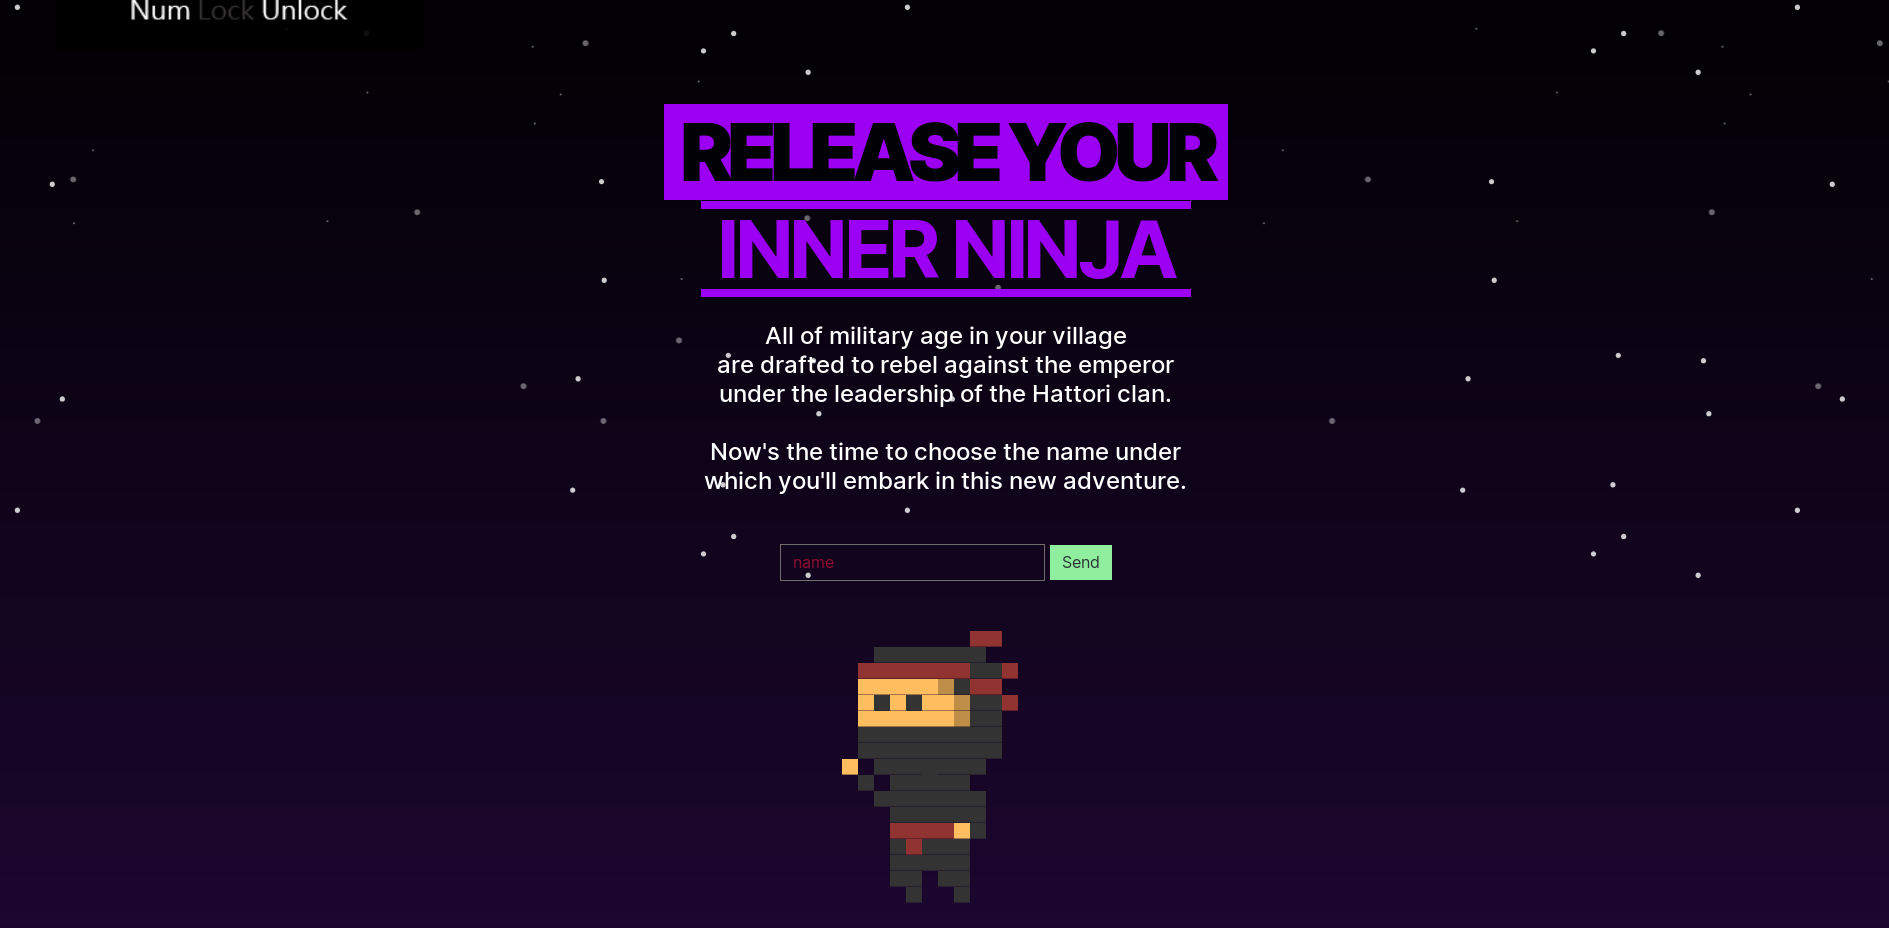 Num Lock Unlock
RELEASE YOUR
INNER NINJA
All of military age in your village
are drafted to rebel against the emperor
under the leadership of the Hattori clan.
Now's the time to choose the name under
which you'll embark in this new adventure.
name
Send